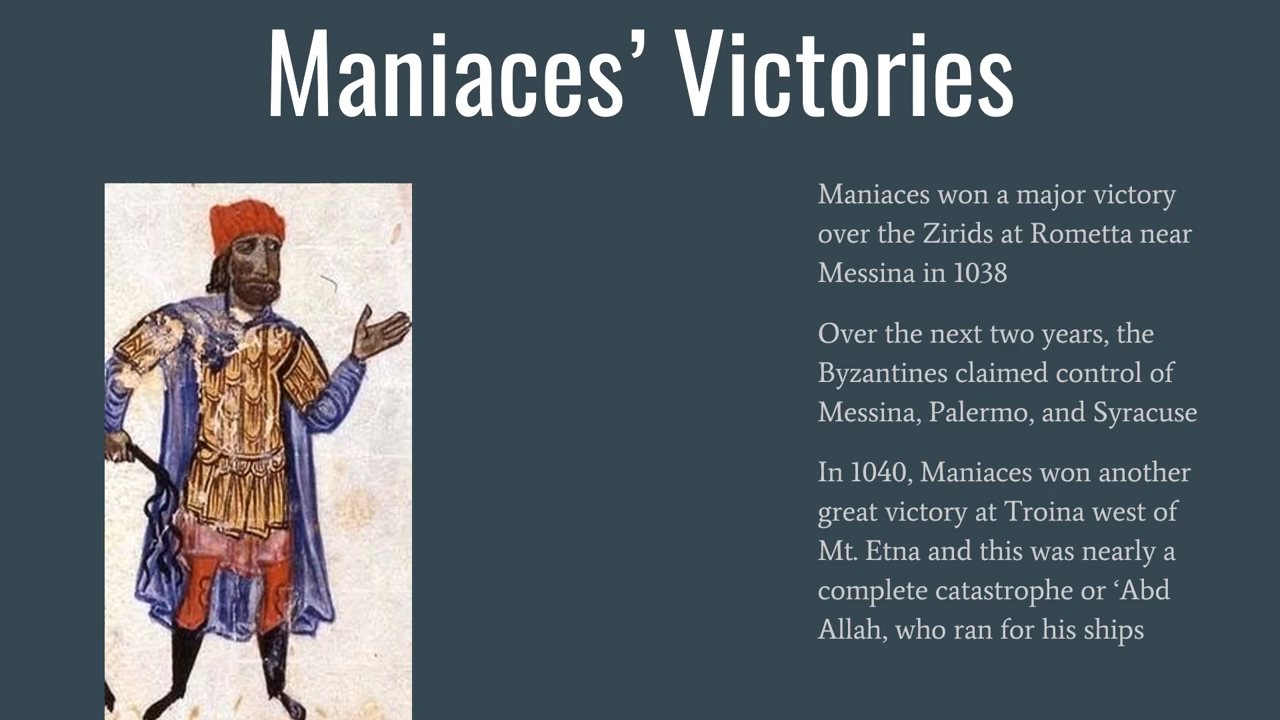 Maniaces’ Victories
Maniaces won a major victory
over the Zirids at Rometta near
Messina in 1038
Over the next two years, the
Byzantines claimed control of
Messina, Palermo, and Syracuse
In 1040, Maniaces won another
great victory at Troina west of
Mt. Etna and this was nearly a
complete catastrophe or ‘Abd
Allah, who ran for his ships